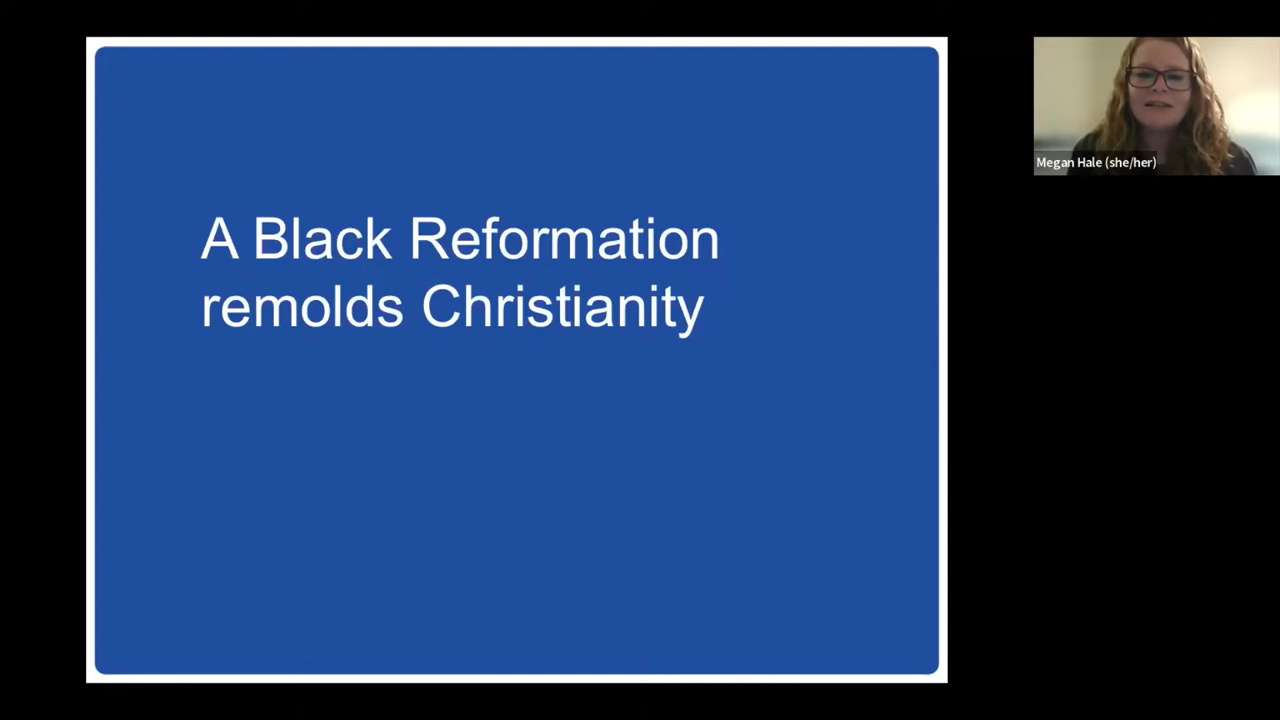 A Black Reformation
remolds Christianity
Megan Hale (she/her)